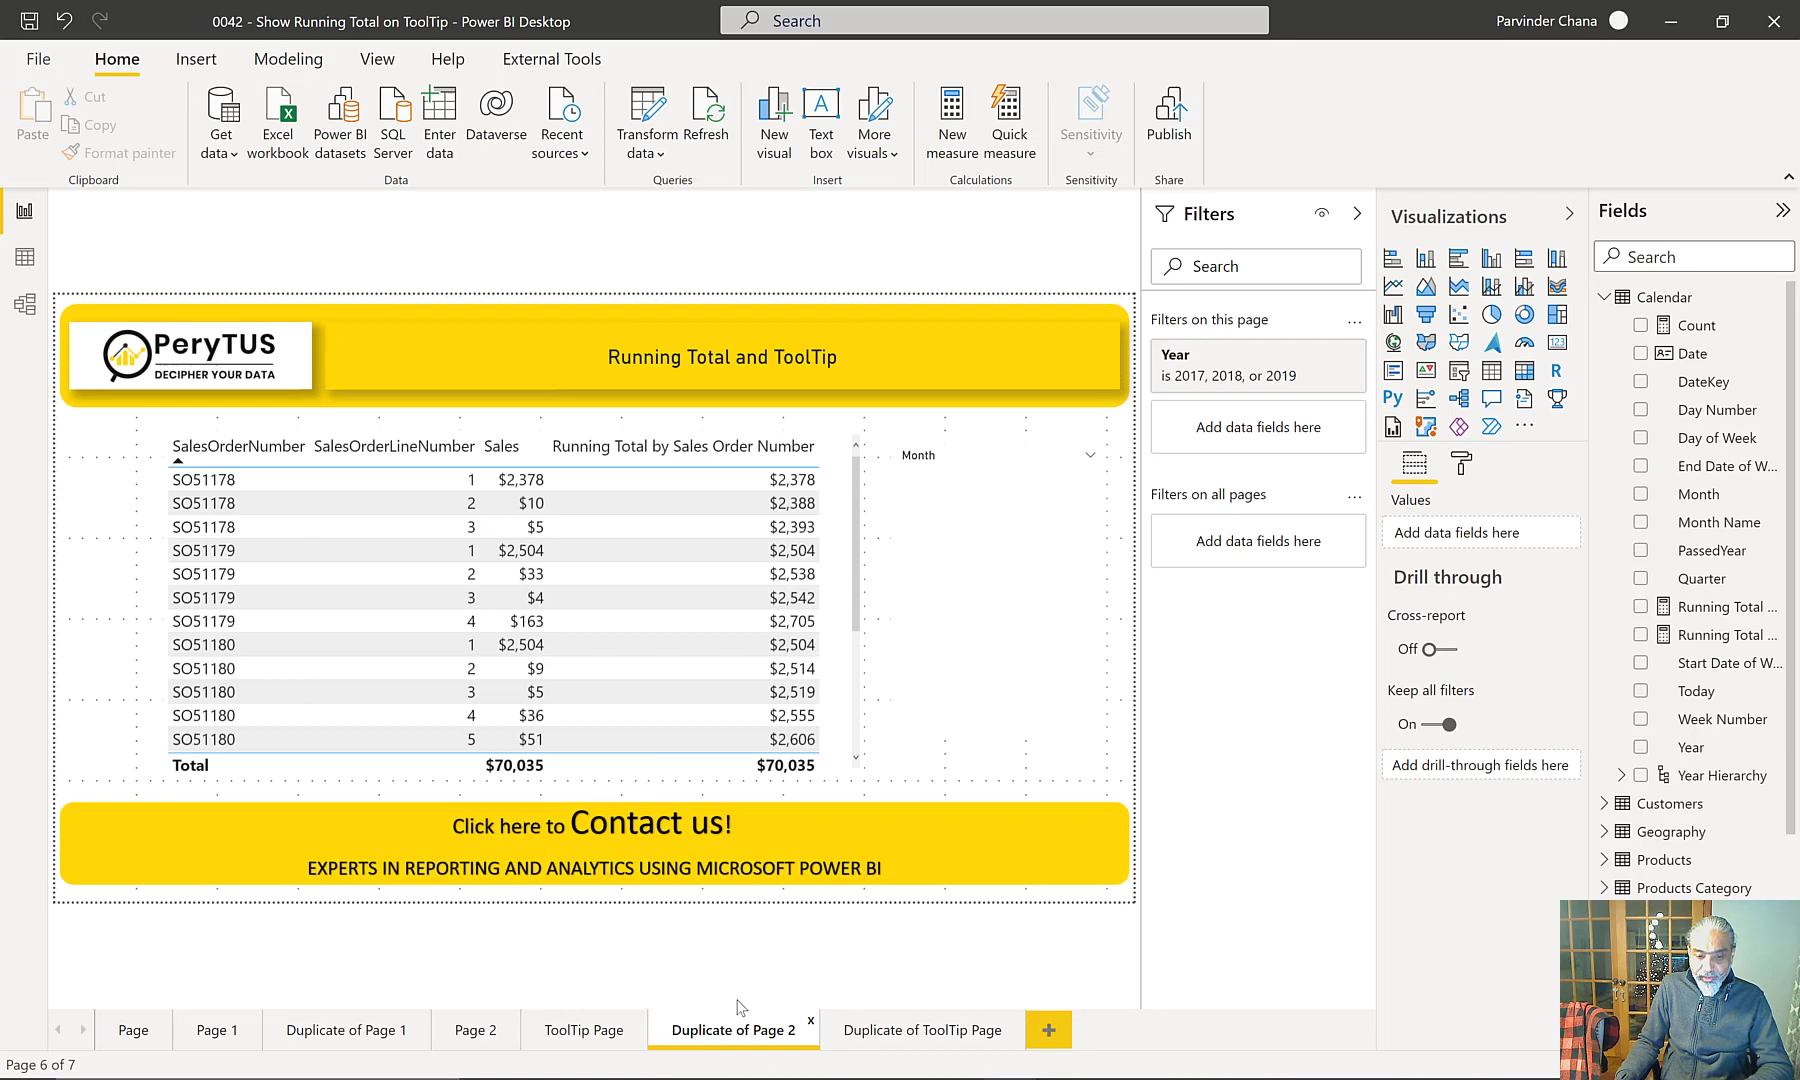 0042 - Show Running Total on ToolTip - Power BI Desktop
Search
Parvinder Chana
File
Home
Insert
Modeling
View
Help
External Tools
Paste
Cut
Copy
Format painter
Clipboard
Get data
Excel workbook
Power BI datasets
SQL Server
Enter data
Dataverse
Recent sources
Data
Transform data
Refresh
Queries
New visual
Text box
More visuals
Insert
New measure
Quick measure
Calculations
Sensitivity
Sensitivity
Publish
Share
PeryTUS
DECIPHER YOUR DATA
Running Total and ToolTip
SalesOrderNumber SalesOrderLineNumber Sales Running Total by Sales Order Number
SO51178 1 $2,378 $2,378
SO51178 2 $10 $2,388
SO51178 3 $5 $2,393
SO51179 1 $2,504 $2,504
SO51179 2 $33 $2,538
SO51179 3 $4 $2,542
SO51179 4 $163 $2,705
SO51180 1 $2,504 $2,504
SO51180 2 $9 $2,514
SO51180 3 $5 $2,519
SO51180 4 $36 $2,555
SO51180 5 $51 $2,606
Total $70,035 $70,035
Month
Click here to Contact us!
EXPERTS IN REPORTING AND ANALYTICS USING MICROSOFT POWER BI
Filters
Search
Filters on this page
...
Year
is 2017, 2018, or 2019
Add data fields here
Filters on all pages
...
Add data fields here
Visualizations
123
R
Py
...
Values
Add data fields here
Drill through
Cross-report
Off
Keep all filters
On
Add drill-through fields here
Fields
Search
Calendar
Count
Date
DateKey
Day Number
Day of Week
End Date of W...
Month
Month Name
PassedYear
Quarter
Running Total ...
Running Total ...
Start Date of W...
Today
Week Number
Year
Year Hierarchy
Customers
Geography
Products
Products Category
Page
Page 1
Duplicate of Page 1
Page 2
ToolTip Page
Duplicate of Page 2
x
Duplicate of ToolTip Page
+
Page 6 of 7